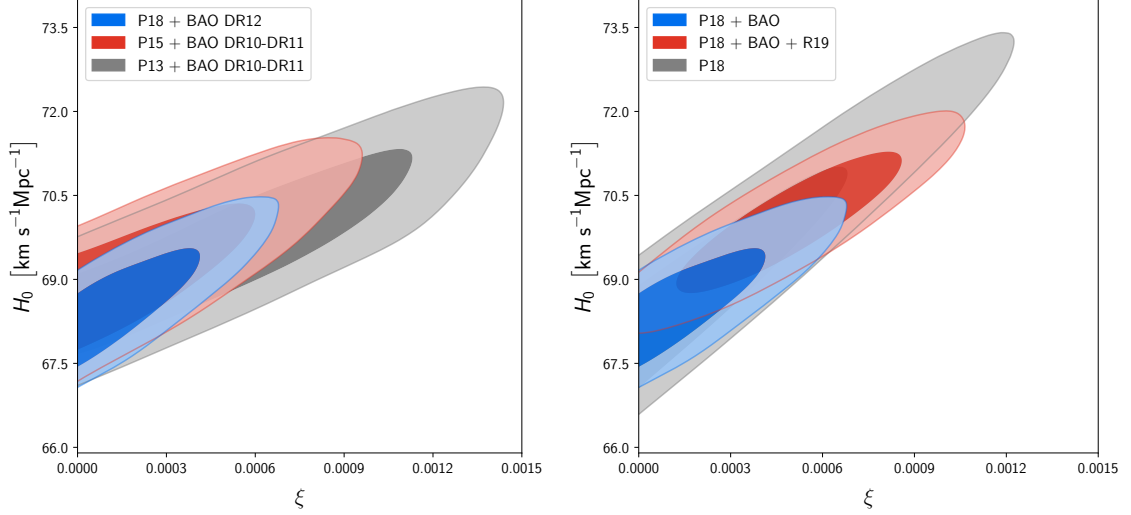 P18 + BAO DR12
P15 + BAO DR10-DR11
P13 + BAO DR10-DR11
73.5
72.0
70.5
69.0
67.5
66.0
H₀ [km s⁻¹Mpc⁻¹]
0.0000
0.0003
0.0006
0.0009
0.0012
0.0015
ξ
P18 + BAO
P18 + BAO + R19
P18
73.5
72.0
70.5
69.0
67.5
66.0
H₀ [km s⁻¹Mpc⁻¹]
0.0000
0.0003
0.0006
0.0009
0.0012
0.0015
ξ